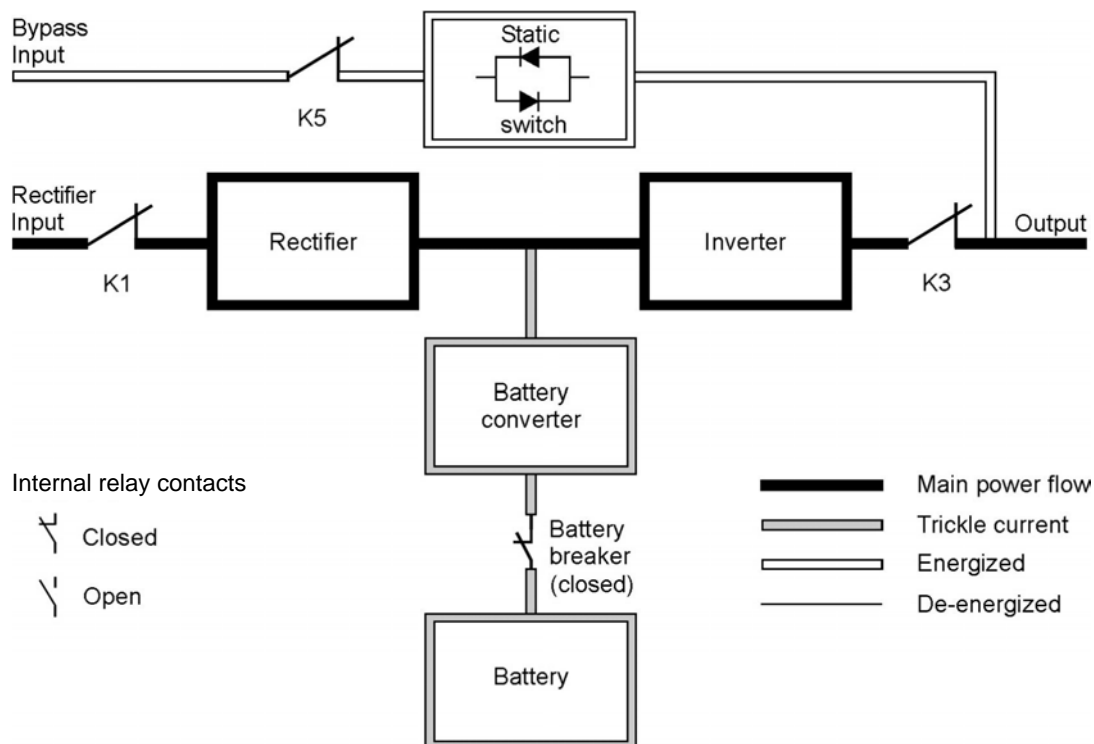 Bypass
Input
Static
switch
K5
Rectifier
Input
Rectifier
Inverter
Output
K1
K3
Battery
converter
Internal relay contacts
Closed
Open
Battery
breaker
(closed)
Battery
Main power flow
Trickle current
Energized
De-energized